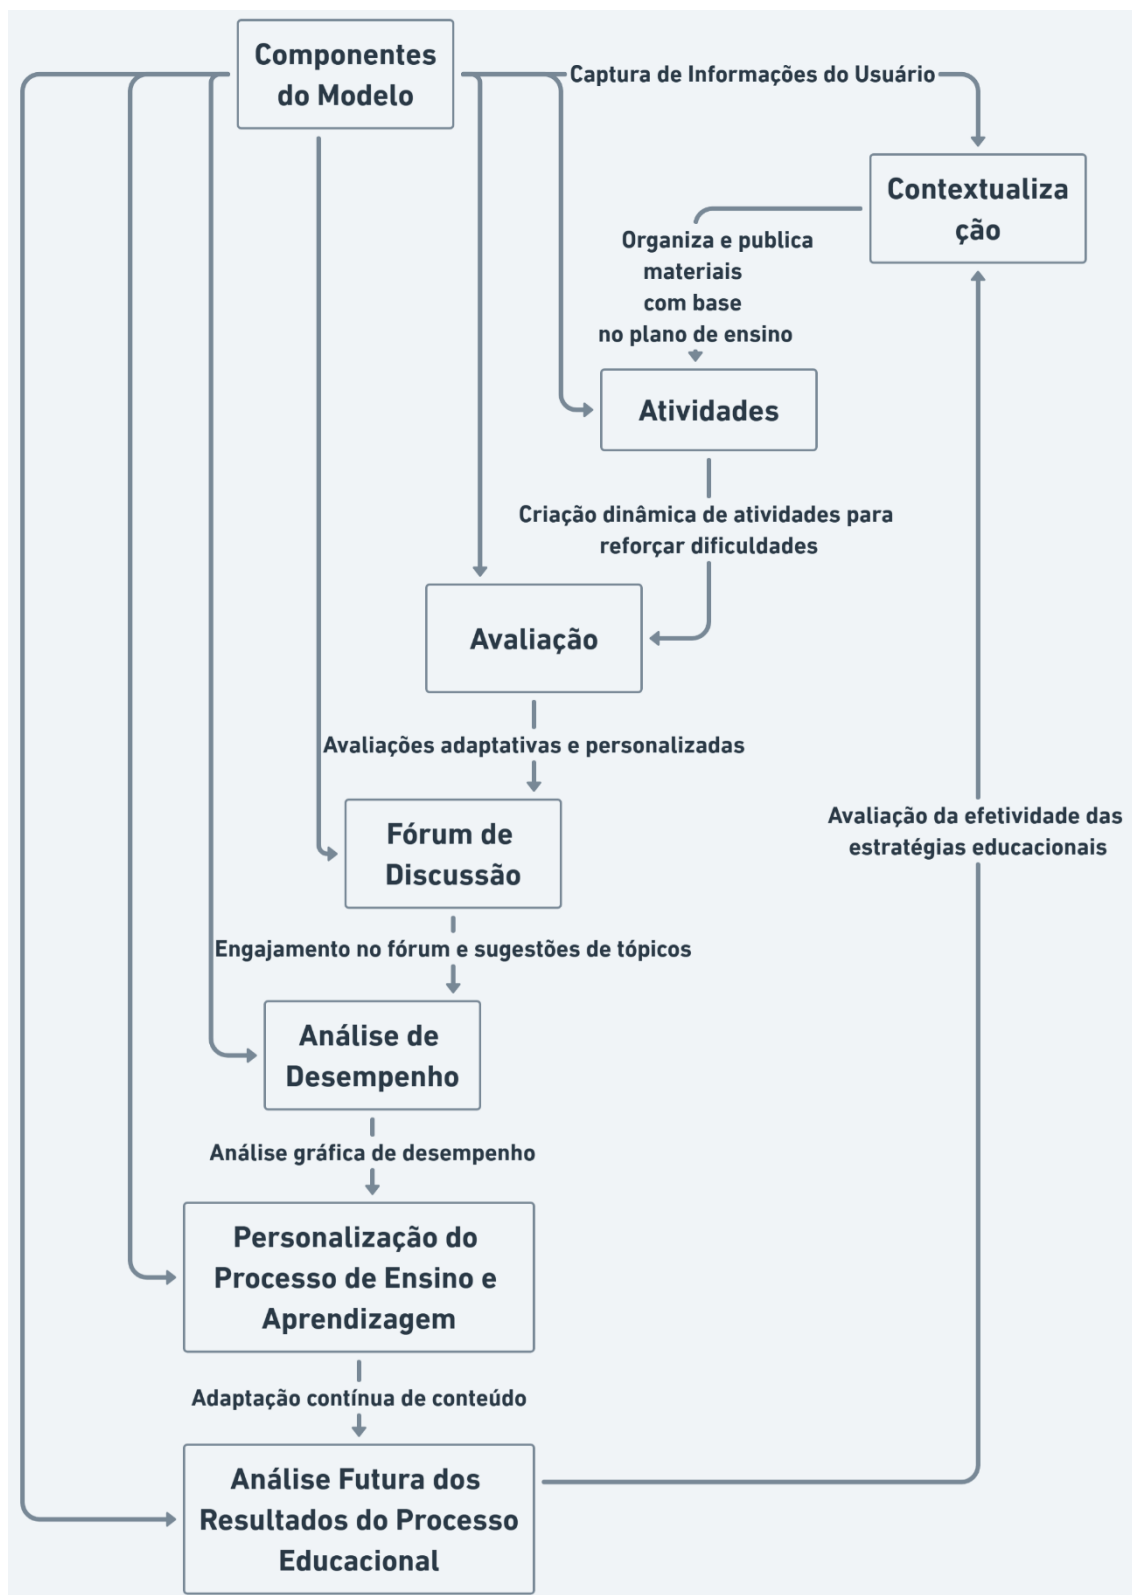 Componentes
do Modelo
Captura de Informações do Usuário
Contextualiza
ção
Organiza e publica
materiais
com base
no plano de ensino
Atividades
Criação dinâmica de atividades para
reforçar dificuldades
Avaliação
Avaliações adaptativas e personalizadas
Fórum de
Discussão
Avaliação da efetividade das
estratégias educacionais
Engajamento no fórum e sugestões de tópicos
Análise de
Desempenho
Análise gráfica de desempenho
Personalização do
Processo de Ensino e
Aprendizagem
Adaptação contínua de conteúdo
Análise Futura dos
Resultados do Processo
Educacional